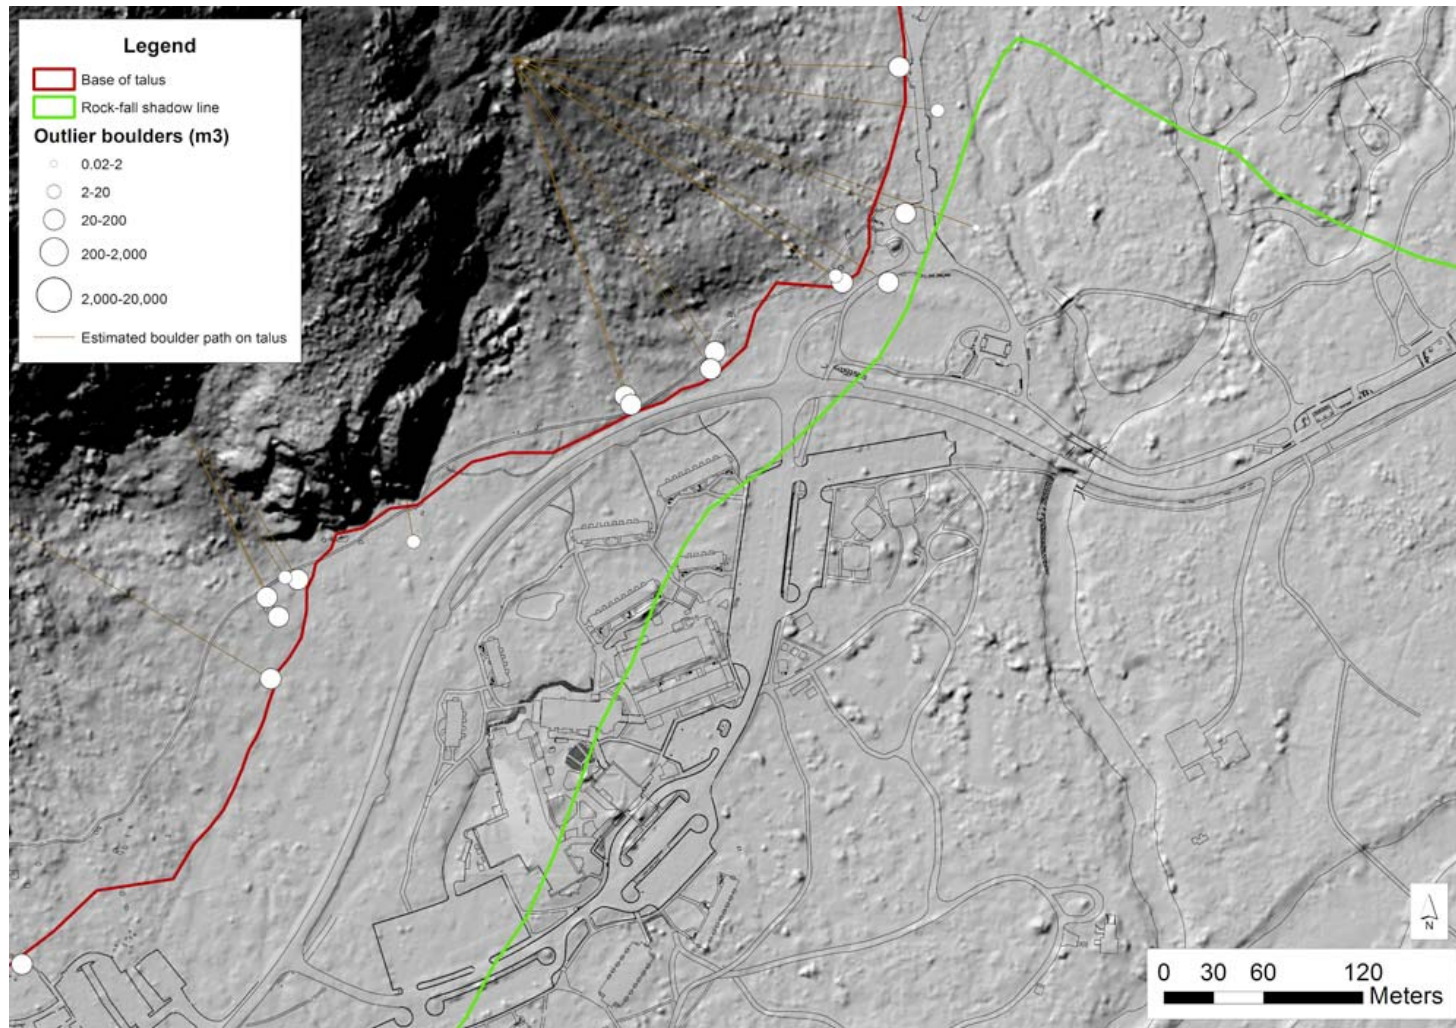 Legend
Base of talus
Rock-fall shadow line
Outlier boulders (m3)
0.02-2
2-20
20-200
200-2,000
2,000-20,000
Estimated boulder path on talus
N
0 30 60 120
Meters